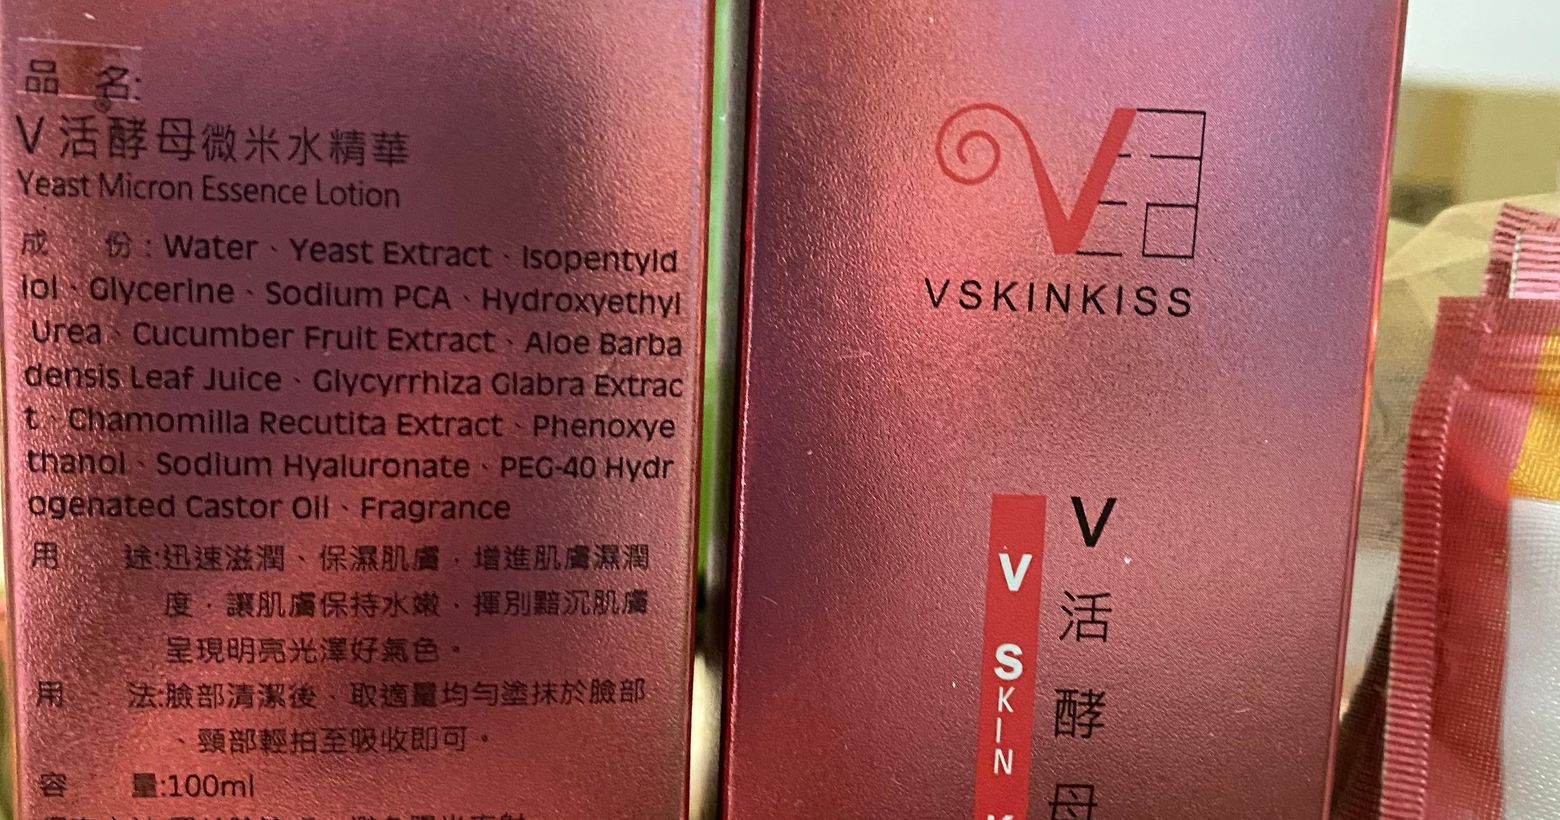 品 名:
V活酵母微米水精華
®
Yeast Micron Essence Lotion
成 份：Water、Yeast Extract、Isopentyld
iol、Glycerine、Sodium PCA、Hydroxyethyl
Urea、Cucumber Fruit Extract、Aloe Barba
densis Leaf Juice、Glycyrrhiza Glabra Extrac
t、Chamomilla Recutita Extract、Phenoxye
thanol、Sodium Hyaluronate、PEG-40 Hydr
ogenated Castor Oil、Fragrance
用 途:迅速滋潤、保濕肌膚，增進肌膚濕潤
度，讓肌膚保持水嫩，揮別黯沉肌膚
呈現明亮光澤好氣色。
用 法:臉部清潔後，取適量均勻塗抹於臉部
、頸部輕拍至吸收即可。
容 量:100ml
VSKINKISS
V SKIN
V活酵母